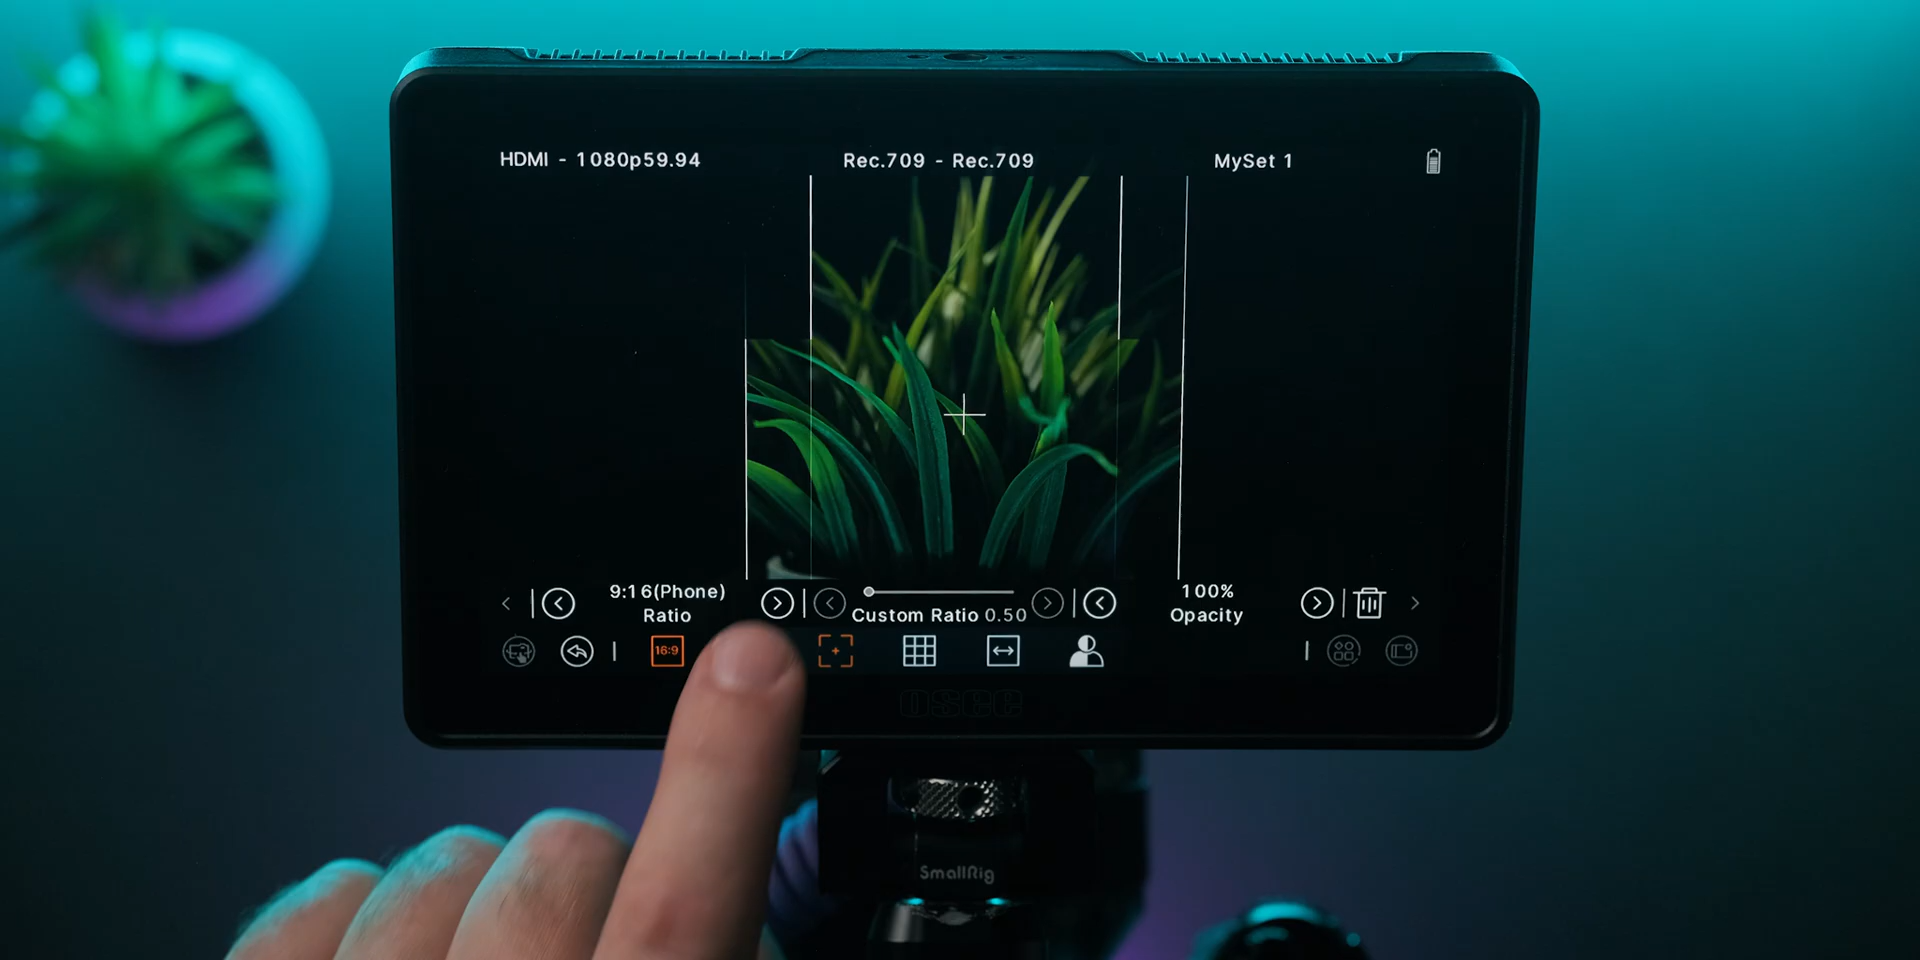 HDMI - 1080p59.94
Rec.709 - Rec.709
MySet 1
9:16(Phone)
Ratio
Custom Ratio 0.50
100%
Opacity
16:9
OSEE
SmallRig